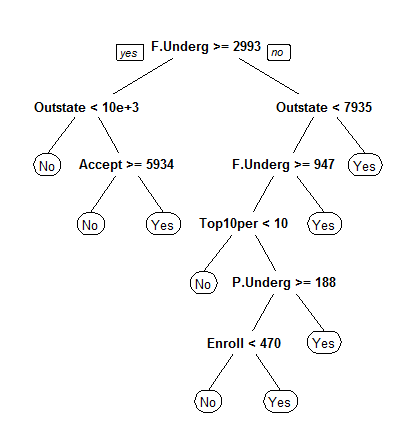 yes F.Underg >= 2993 no
Outstate < 10e+3 Outstate < 7935
No Accept >= 5934 F.Underg >= 947 Yes
No Yes Top10per < 10 Yes
No P.Underg >= 188
Enroll < 470 Yes
No Yes